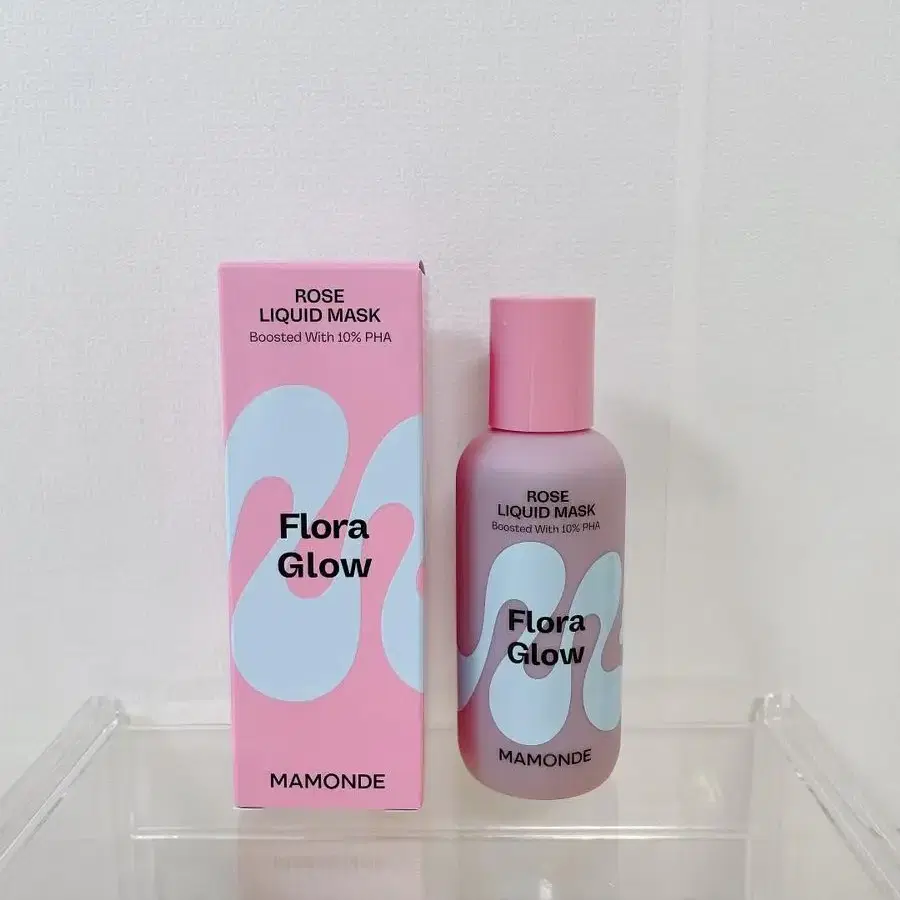 ROSE
LIQUID MASK
Boosted With 10% PHA
Flora
Glow
MAMONDE
ROSE
LIQUID MASK
Boosted With 10% PHA
Flora
Glow
MAMONDE